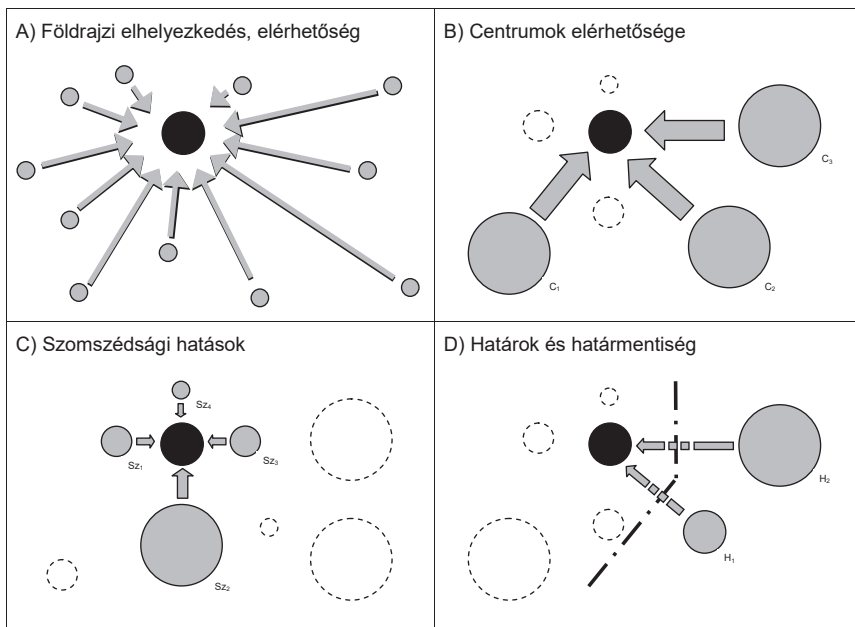 A) Földrajzi elhelyezkedés, elérhetőség
B) Centrumok elérhetősége
C₃
C₁
C₂
C) Szomszédsági hatások
Sz₄
Sz₁
Sz₃
Sz₂
D) Határok és határmentiség
H₂
H₁